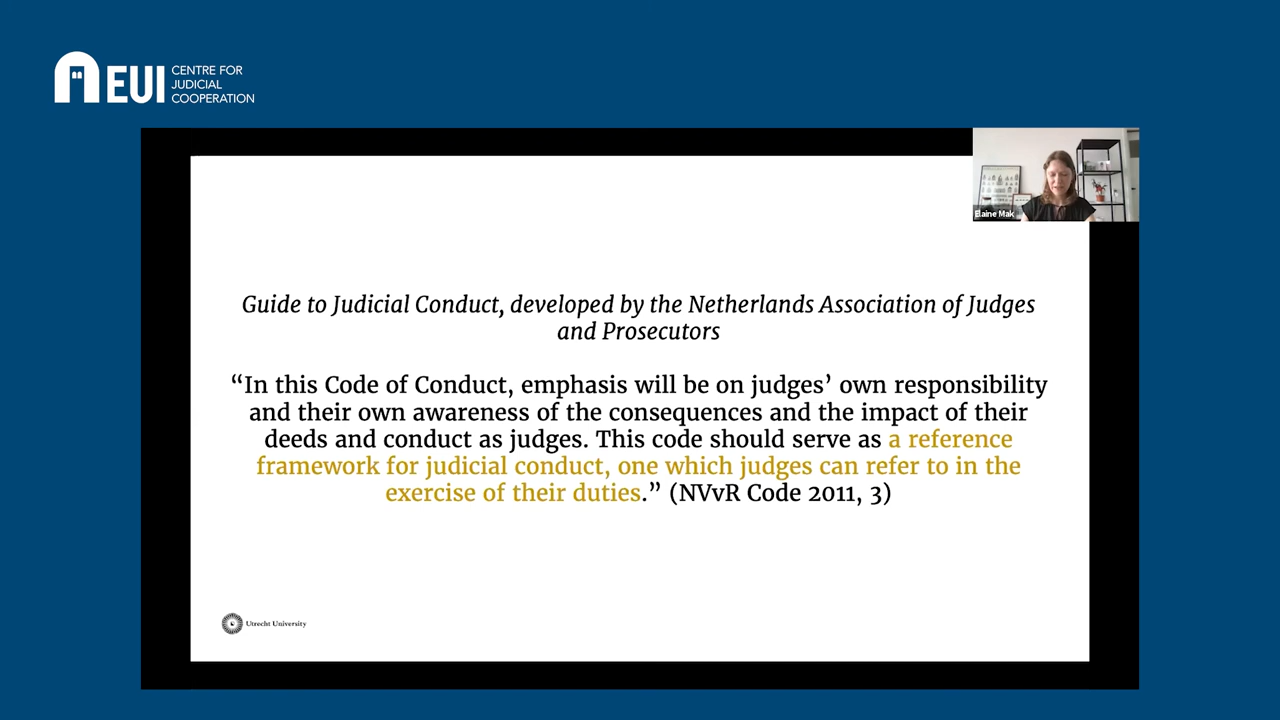 EUI
CENTRE FOR
JUDICIAL
COOPERATION
Elaine Mak
Guide to Judicial Conduct, developed by the Netherlands Association of Judges
and Prosecutors
“In this Code of Conduct, emphasis will be on judges’ own responsibility
and their own awareness of the consequences and the impact of their
deeds and conduct as judges. This code should serve as a reference
framework for judicial conduct, one which judges can refer to in the
exercise of their duties.” (NVvR Code 2011, 3)
Utrecht University